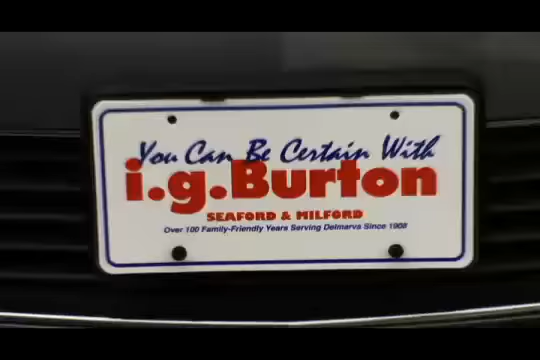 You Can Be Certain With
i.g.Burton
SEAFORD & MILFORD
Over 100 Family-Friendly Years Serving Delmarva Since 1908